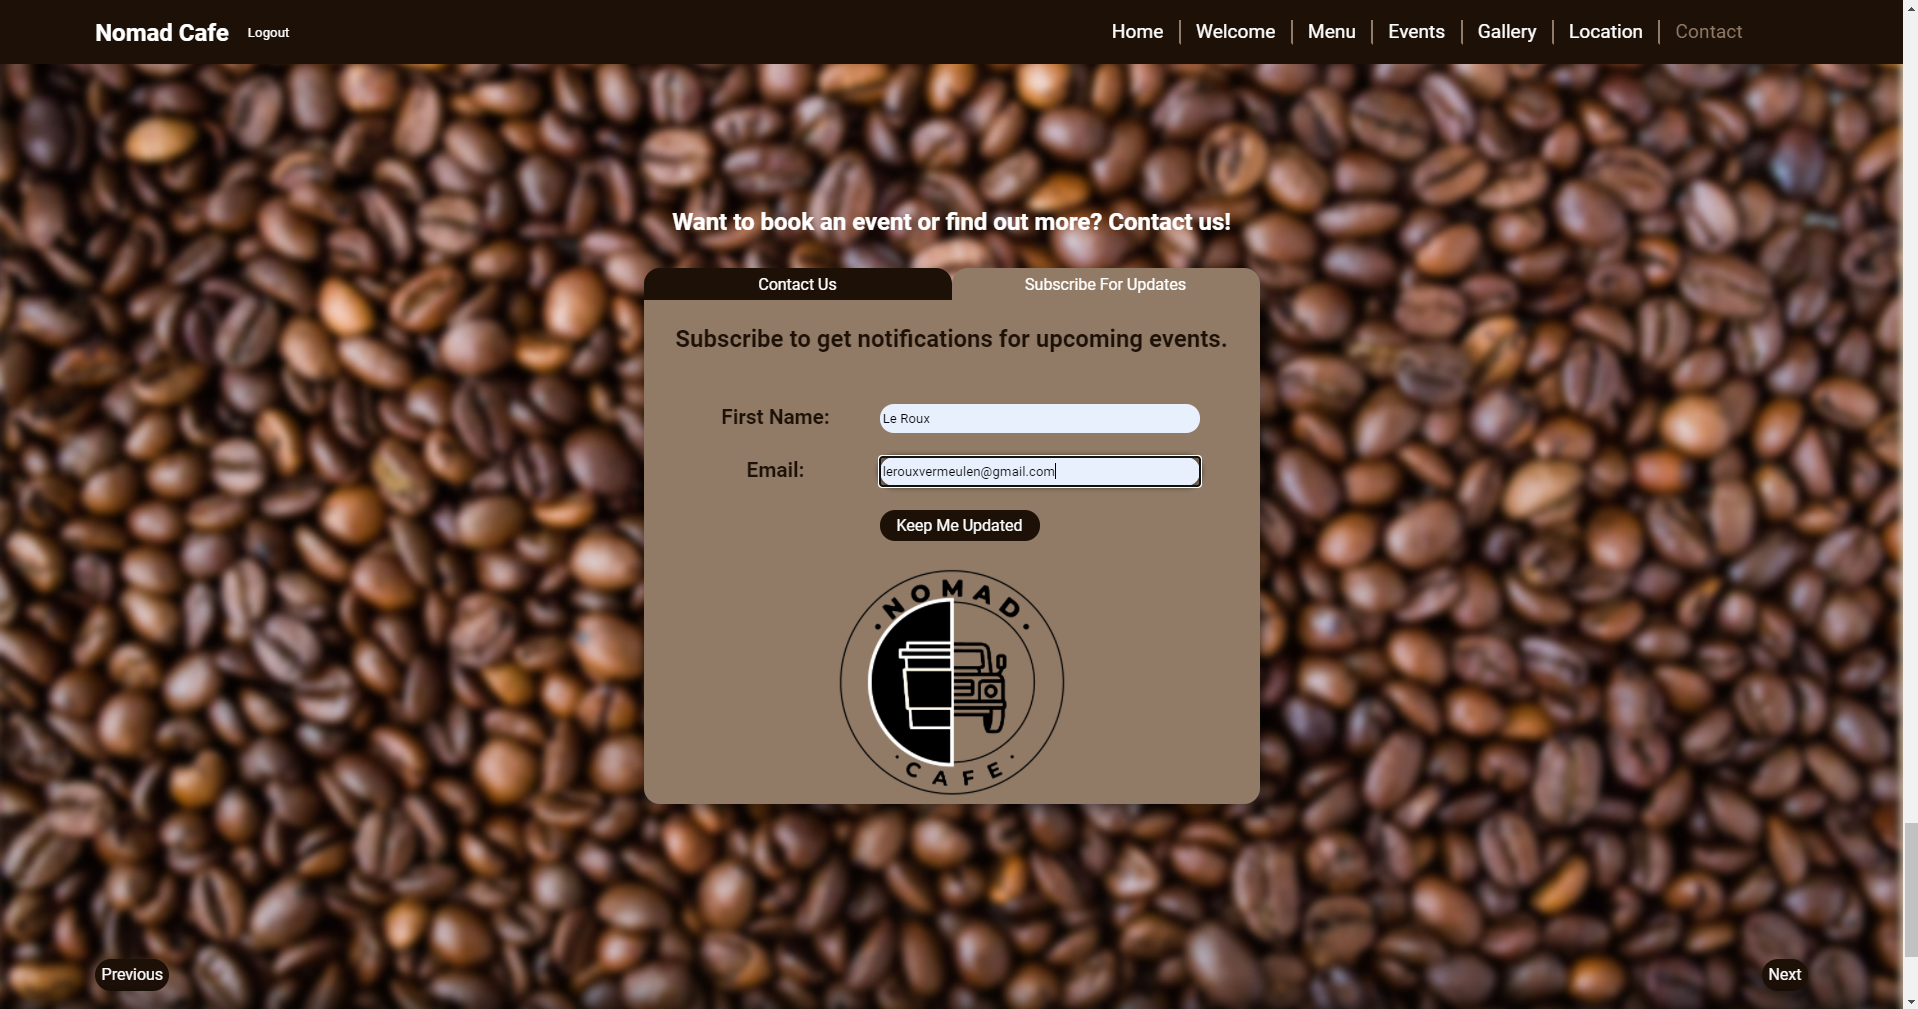 Nomad Cafe Logout Home Welcome Menu Events Gallery Location Contact
Want to book an event or find out more? Contact us!
Contact Us Subscribe For Updates
Subscribe to get notifications for upcoming events.
First Name: Le Roux
Email: lerouxvermeulen@gmail.com
Keep Me Updated
NOMAD
CAFE
Previous Next